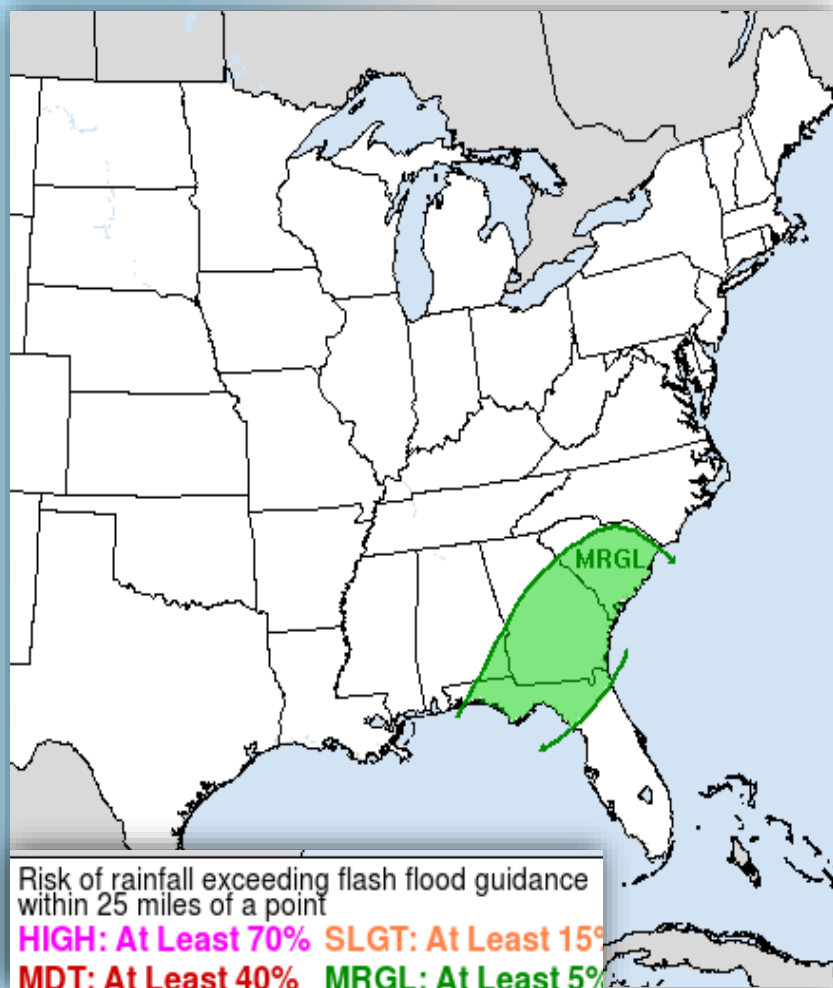 MRGL
Risk of rainfall exceeding flash flood guidance
within 25 miles of a point
HIGH: At Least 70% SLGT: At Least 15%
MDT: At Least 40% MRGL: At Least 5%